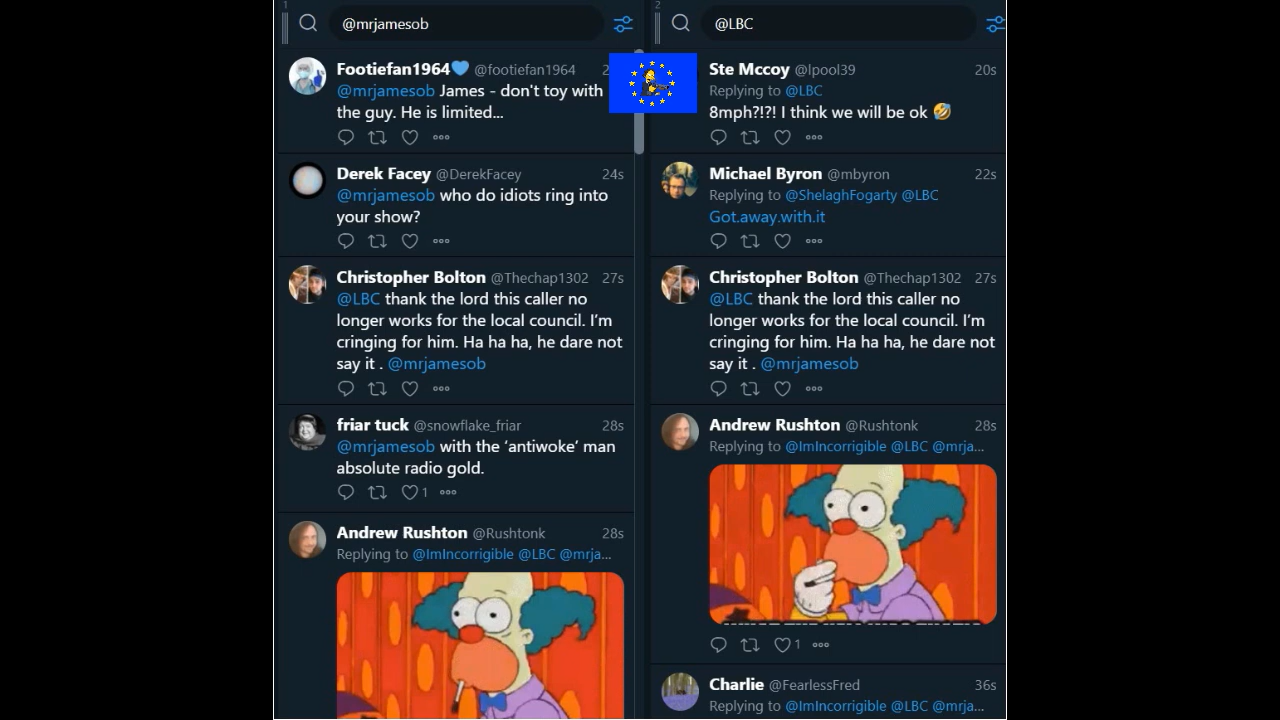 1
@mrjamesob
Footiefan1964 @footiefan1964
@mrjamesob James - don't toy with
the guy. He is limited...
Derek Facey @DerekFacey 24s
@mrjamesob who do idiots ring into
your show?
Christopher Bolton @Thechap1302 27s
@LBC thank the lord this caller no
longer works for the local council. I'm
cringing for him. Ha ha ha, he dare not
say it . @mrjamesob
friar tuck @snowflake_friar 28s
@mrjamesob with the ‘antiwoke’ man
absolute radio gold.
1
Andrew Rushton @Rushtonk 28s
Replying to @ImIncorrigible @LBC @mrja...
2
@LBC
Ste Mccoy @lpool39 20s
Replying to @LBC
8mph?!?! I think we will be ok 🤣
Michael Byron @mbyron 22s
Replying to @ShelaghFogarty @LBC
Got.away.with.it
Christopher Bolton @Thechap1302 27s
@LBC thank the lord this caller no
longer works for the local council. I'm
cringing for him. Ha ha ha, he dare not
say it . @mrjamesob
Andrew Rushton @Rushtonk 28s
Replying to @ImIncorrigible @LBC @mrja...
1
Charlie @FearlessFred 36s
Replying to @ImIncorrigible @LBC @mrja...